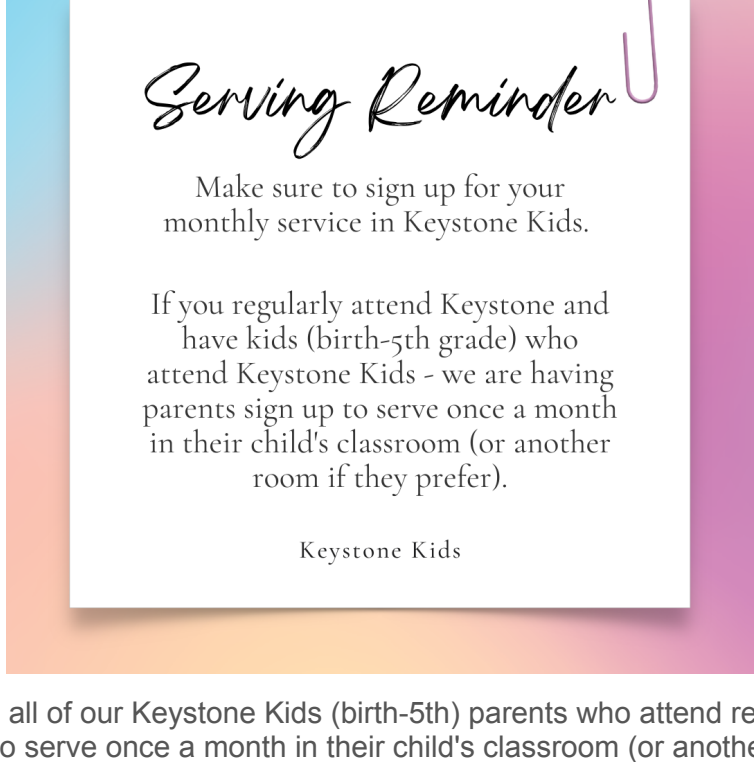 Serving Reminder
Make sure to sign up for your
monthly service in Keystone Kids.
If you regularly attend Keystone and
have kids (birth-5th grade) who
attend Keystone Kids - we are having
parents sign up to serve once a month
in their child's classroom (or another
room if they prefer).
Keystone Kids
all of our Keystone Kids (birth-5th) parents who attend
serve once a month in their child's classroom (or